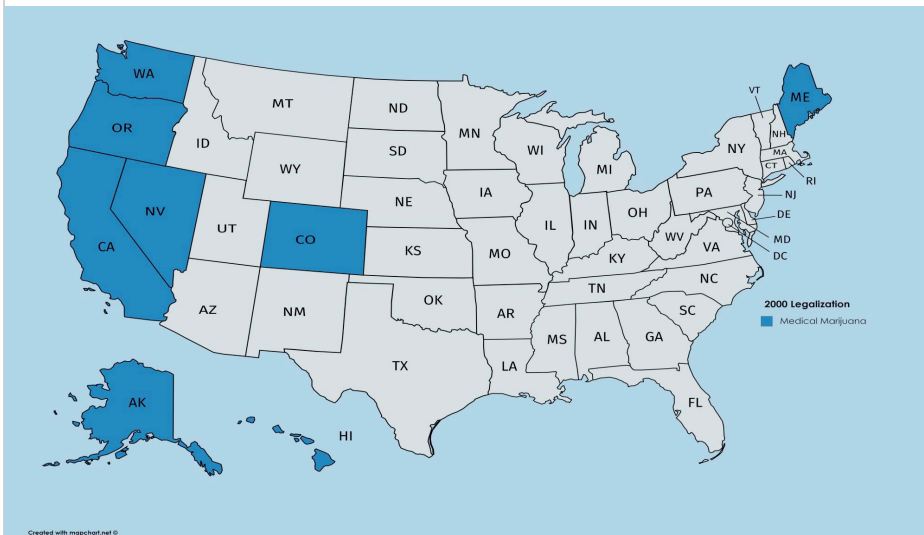 WA
OR
CA
NV
ID
MT
WY
UT
CO
AZ
NM
ND
SD
NE
KS
OK
TX
MN
IA
MO
AR
LA
WI
IL
MI
IN
OH
KY
TN
MS
AL
GA
FL
SC
NC
VA
WV
PA
NY
VT
NH
ME
MA
CT
RI
NJ
DE
MD
DC
AK
HI
2000 Legalization
Medical Marijuana
Created with mapchart.net ©